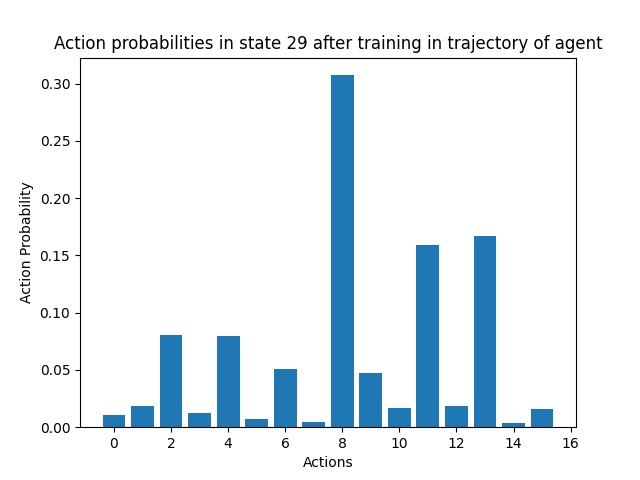 Action probabilities in state 29 after training in trajectory of agent
0.30
0.25
0.20
0.15
0.10
0.05
0.00
Action Probability
0 2 4 6 8 10 12 14 16
Actions